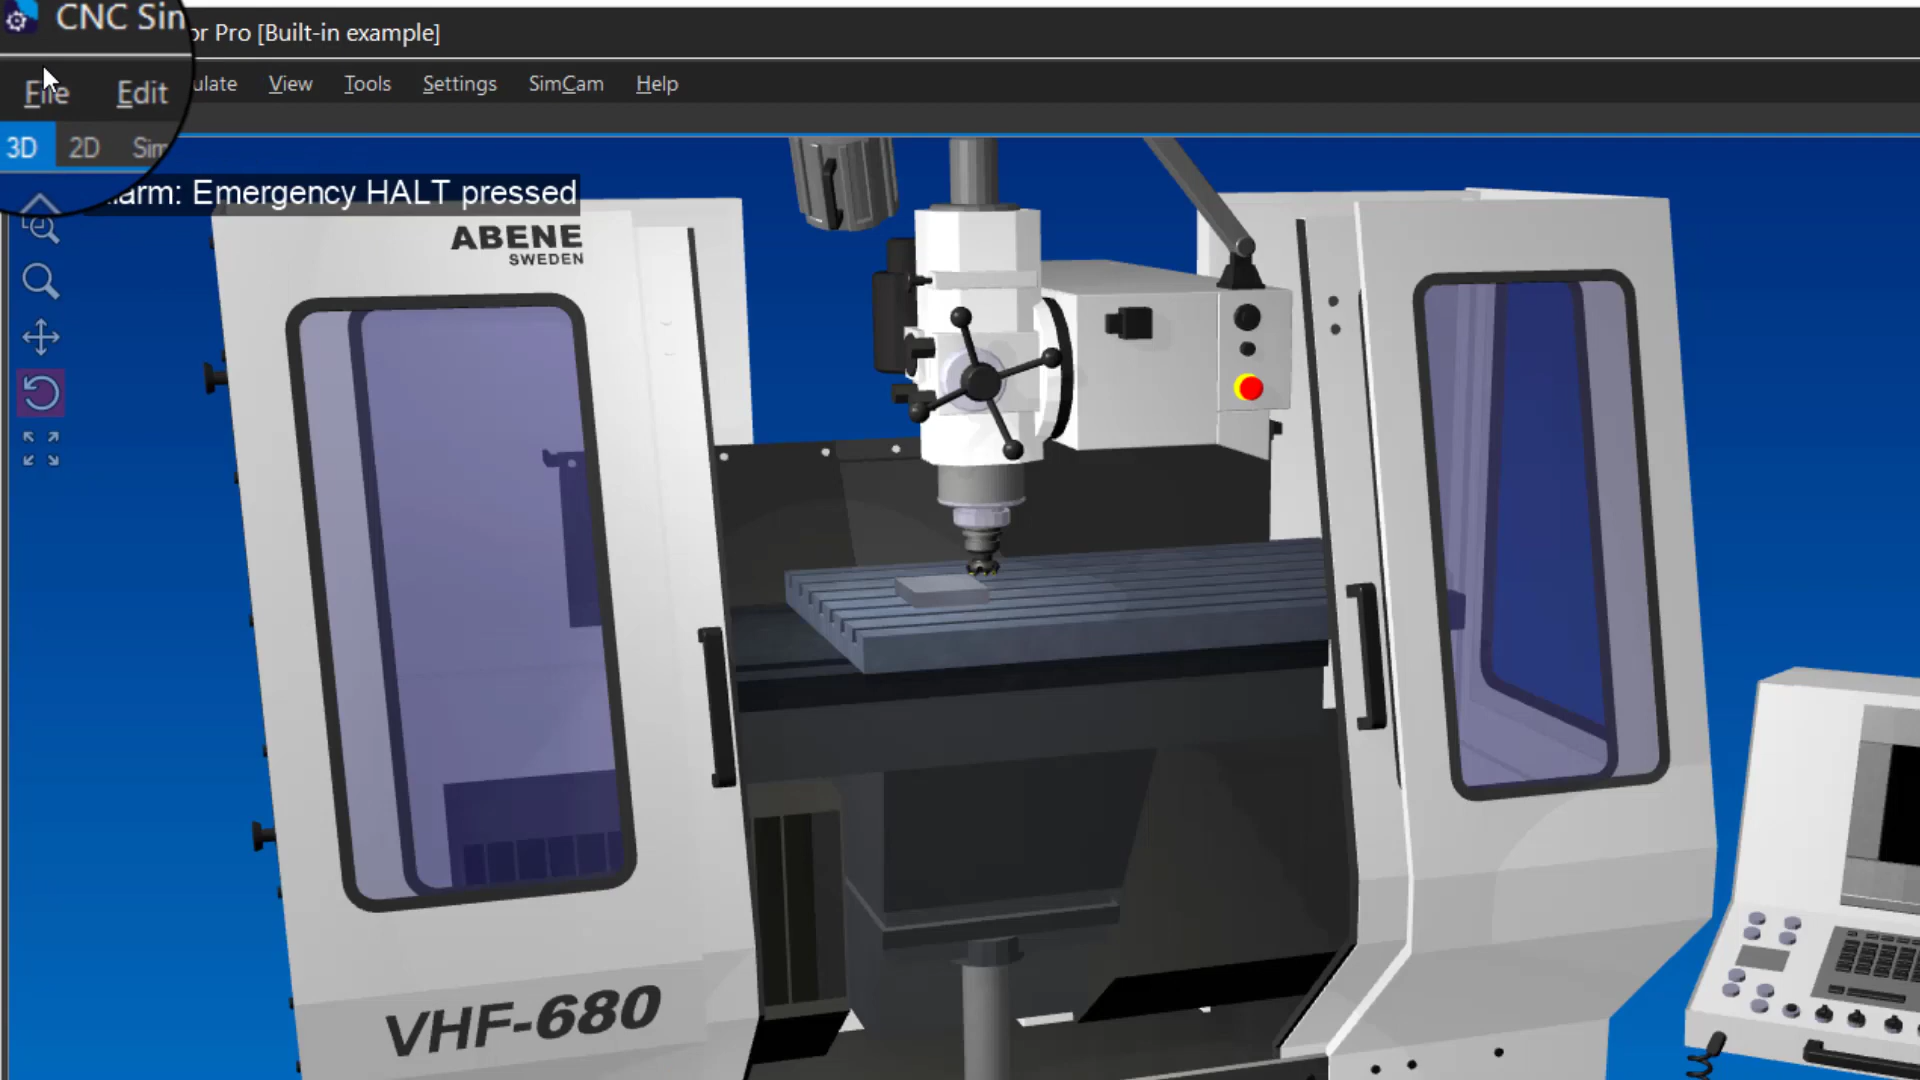 CNC Sin or Pro [Built-in example]
File Edit ulate View Tools Settings SimCam Help
3D 2D Sim
arm: Emergency HALT pressed
ABENE
SWEDEN
VHF-680